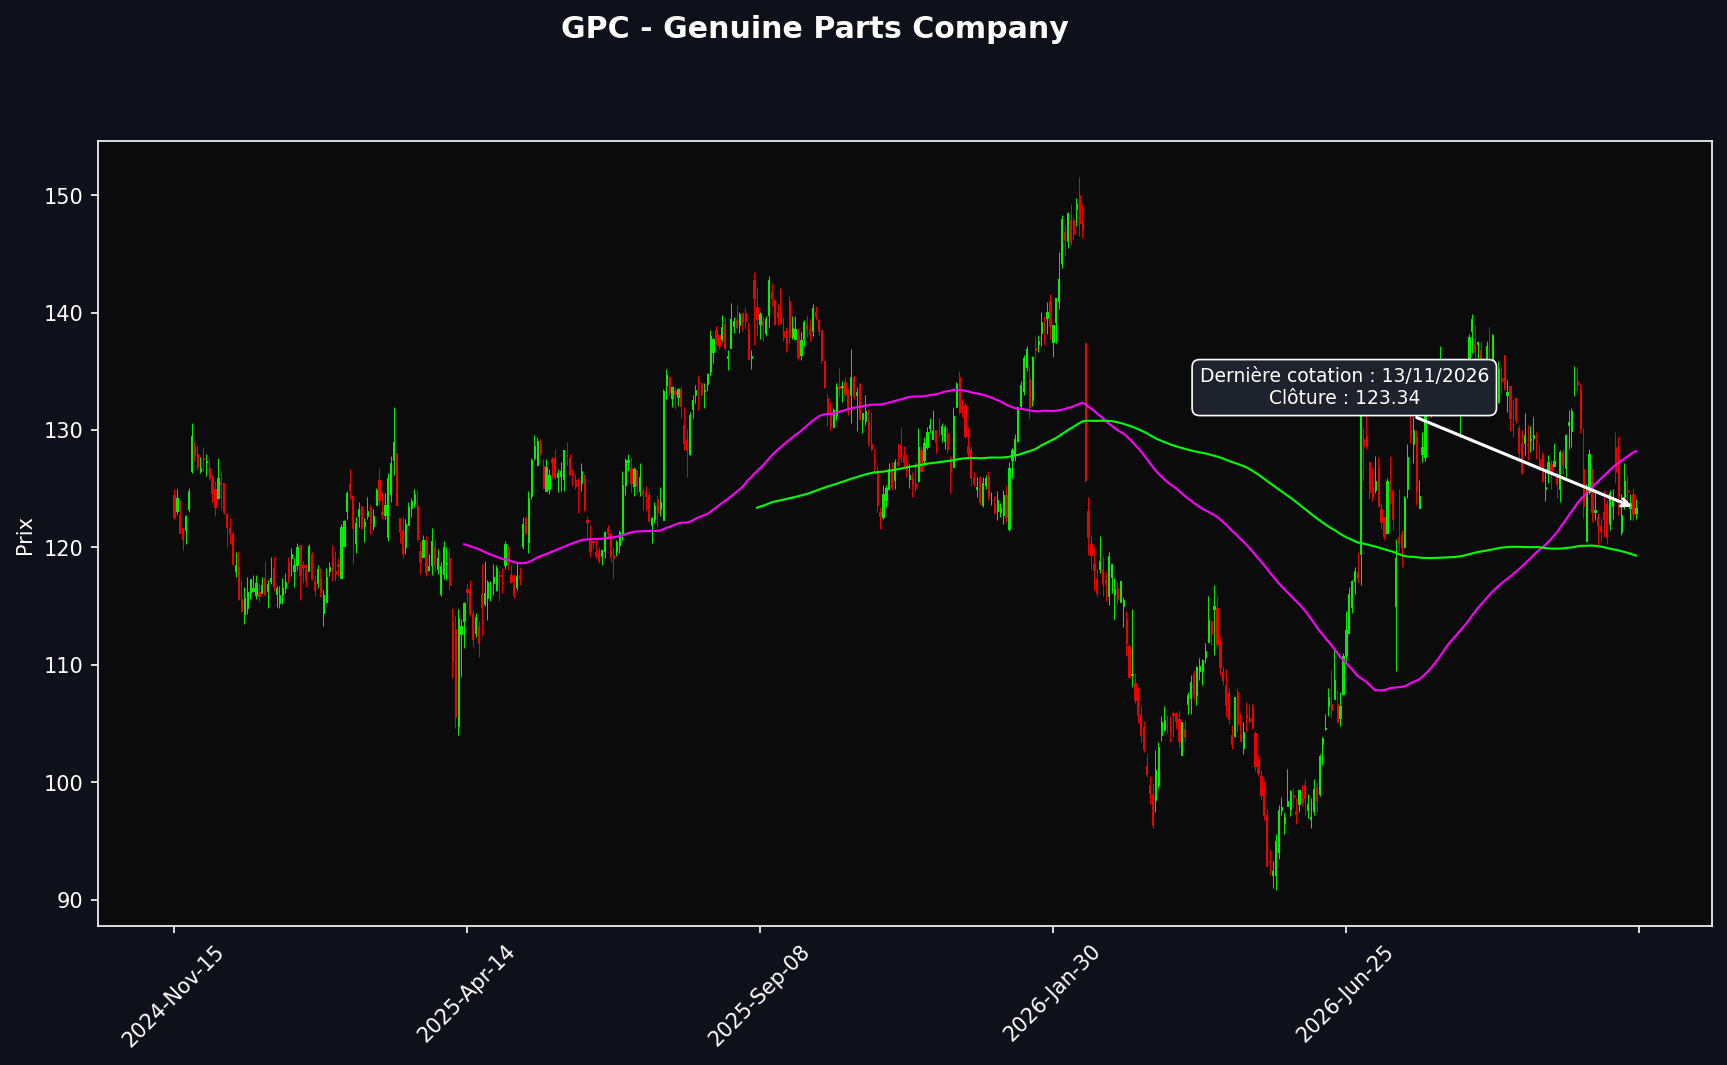 GPC - Genuine Parts Company
150
140
130
120
110
100
90
Prix
Dernière cotation : 13/11/2026
Clôture : 123.34
2024-Nov-15
2025-Apr-14
2025-Sep-08
2026-Jan-30
2026-Jun-25